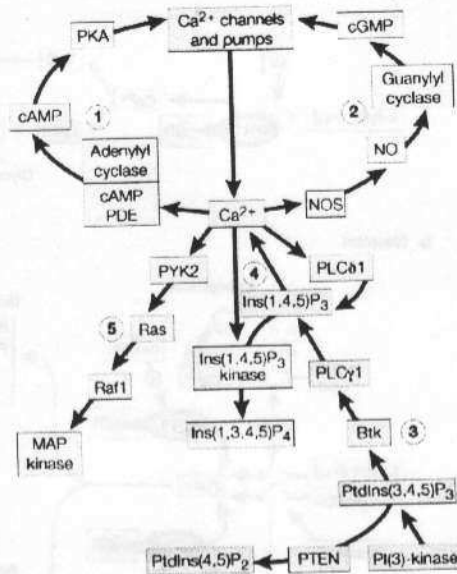 PKA
Ca²⁺ channels
and pumps
cGMP
Guanylyl
cyclase
cAMP
1
2
NO
Adenylyl
cyclase
cAMP
PDE
Ca²⁺
NOS
PYK2
4
PLCδ1
Ins(1,4,5)P₃
5
Ras
Ins(1,4,5)P₃
kinase
PLCγ1
Raf1
MAP
kinase
Ins(1,3,4,5)P₄
Btk
3
PtdIns(3,4,5)P₃
PtdIns(4,5)P₂
PTEN
PI(3)-kinase